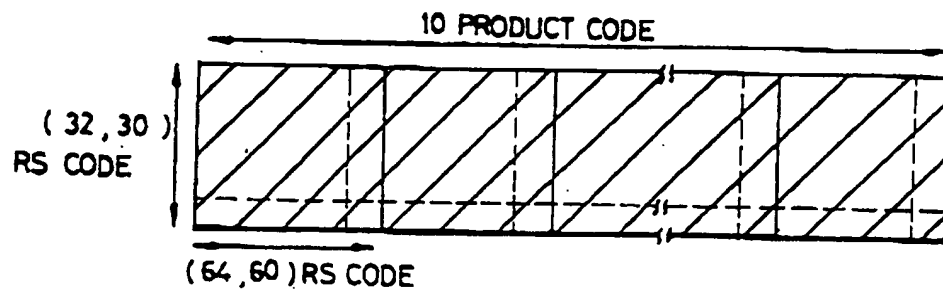 10 PRODUCT CODE
( 32 , 30 )
RS CODE
( 64 , 60 ) RS CODE